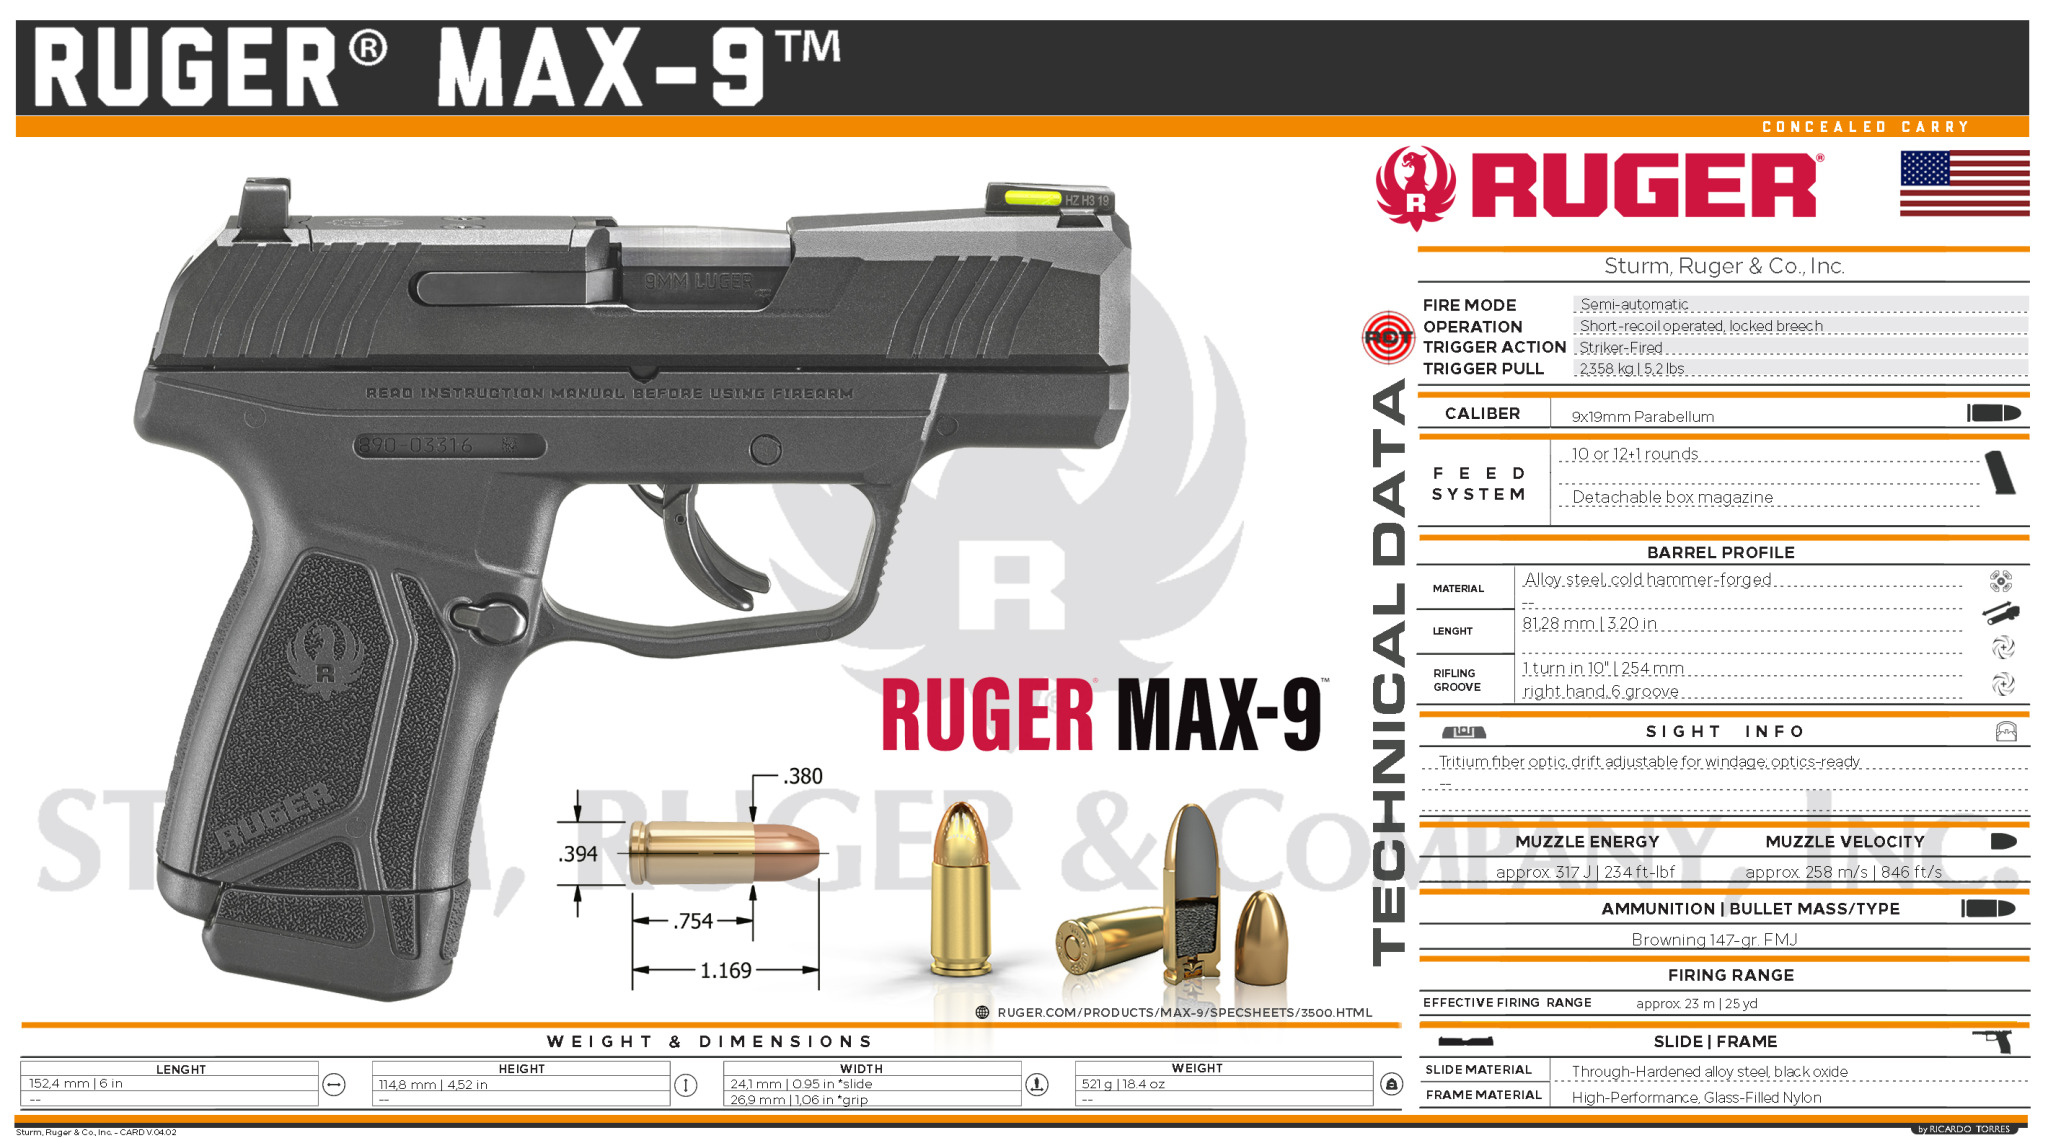 RUGER® MAX-9™
CONCEALED CARRY
RUGER®
Sturm, Ruger & Co., Inc.
HZ H3 19
9MM LUGER
READ INSTRUCTION MANUAL BEFORE USING FIREARM
890-03316
R
R
RUGER
RUGER® MAX-9™
STURM, RUGER & COMPANY, INC.
.380
.394
.754
1.169
RUGER.COM/PRODUCTS/MAX-9/SPECSHEETS/3500.HTML
TECHNICAL DATA
RDT
FIRE MODE Semi-automatic
OPERATION Short-recoil operated, locked breech
TRIGGER ACTION Striker-Fired
TRIGGER PULL 2,358 kg | 5,2 lbs
CALIBER 9x19mm Parabellum
FEED SYSTEM
10 or 12+1 rounds
Detachable box magazine
BARREL PROFILE
MATERIAL Alloy steel, cold hammer-forged
--
LENGHT 81,28 mm | 3.20 in
RIFLING GROOVE
1 turn in 10" | 254 mm
right hand, 6 groove
SIGHT INFO
Tritium fiber optic, drift adjustable for windage; optics-ready
--
MUZZLE ENERGY MUZZLE VELOCITY
approx. 317 J | 234 ft-lbf approx. 258 m/s | 846 ft/s
AMMUNITION | BULLET MASS/TYPE
Browning 147-gr. FMJ
FIRING RANGE
EFFECTIVE FIRING RANGE approx. 23 m | 25 yd
SLIDE | FRAME
SLIDE MATERIAL Through-Hardened alloy steel, black oxide
FRAME MATERIAL High-Performance, Glass-Filled Nylon
WEIGHT & DIMENSIONS
LENGHT HEIGHT WIDTH WEIGHT
152,4 mm | 6 in 114,8 mm | 4,52 in 24,1 mm | 0.95 in *slide 521 g | 18.4 oz
-- -- 26,9 mm | 1,06 in *grip --
Sturm, Ruger & Co., Inc. - CARD V.04.02
by RICARDO TORRES